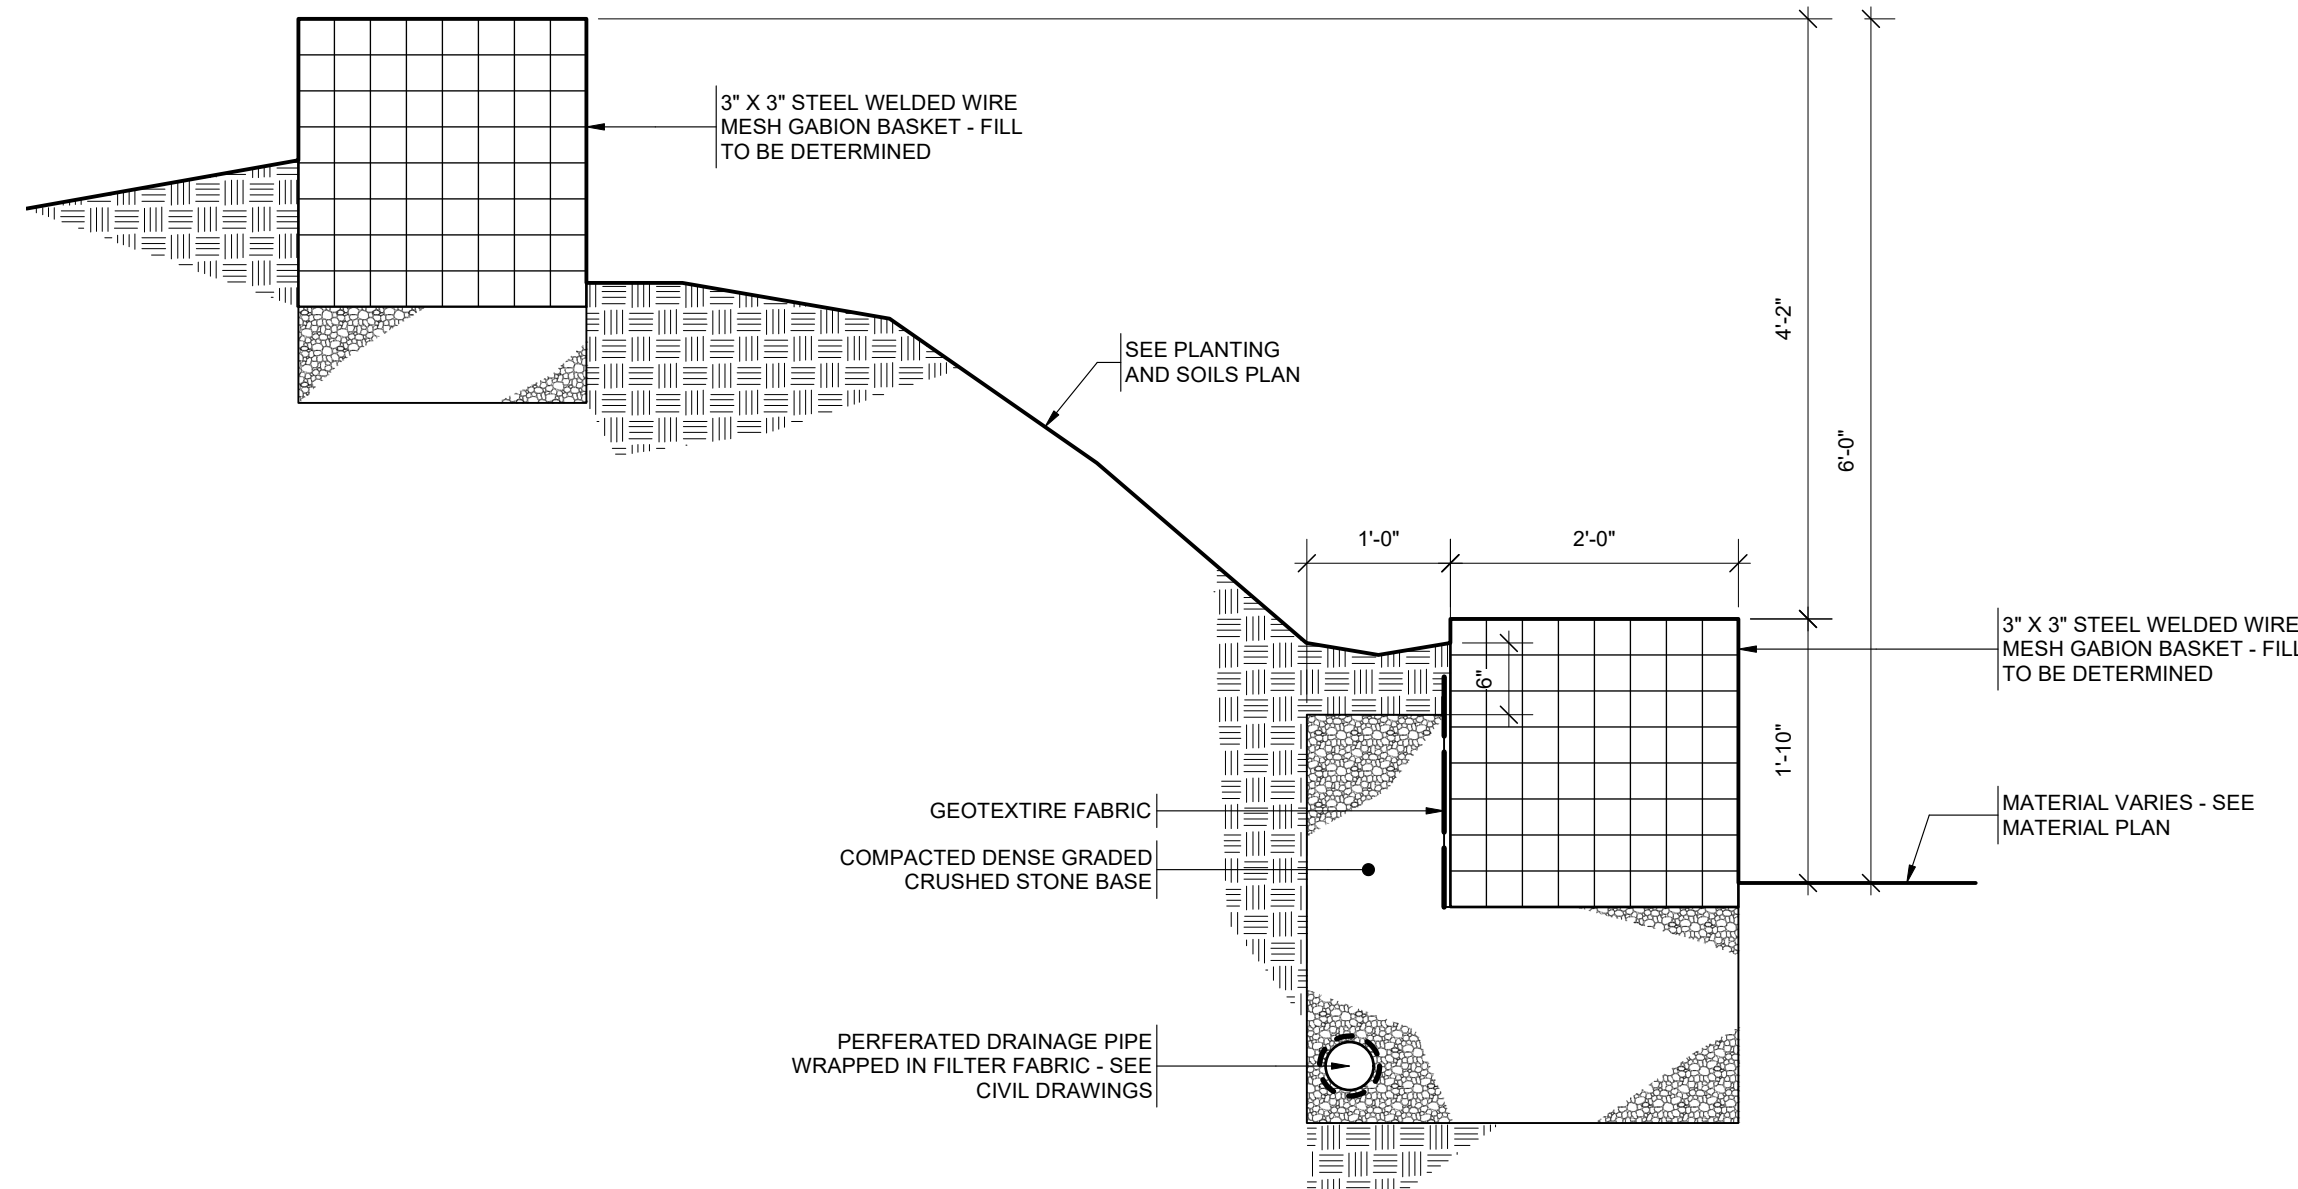 3" X 3" STEEL WELDED WIRE
MESH GABION BASKET - FILL
TO BE DETERMINED
4'-2"
6'-0"
SEE PLANTING
AND SOILS PLAN
1'-0"
2'-0"
3" X 3" STEEL WELDED WIRE
MESH GABION BASKET - FILL
TO BE DETERMINED
6"
1'-10"
GEOTEXTIRE FABRIC
MATERIAL VARIES - SEE
MATERIAL PLAN
COMPACTED DENSE GRADED
CRUSHED STONE BASE
PERFERATED DRAINAGE PIPE
WRAPPED IN FILTER FABRIC - SEE
CIVIL DRAWINGS